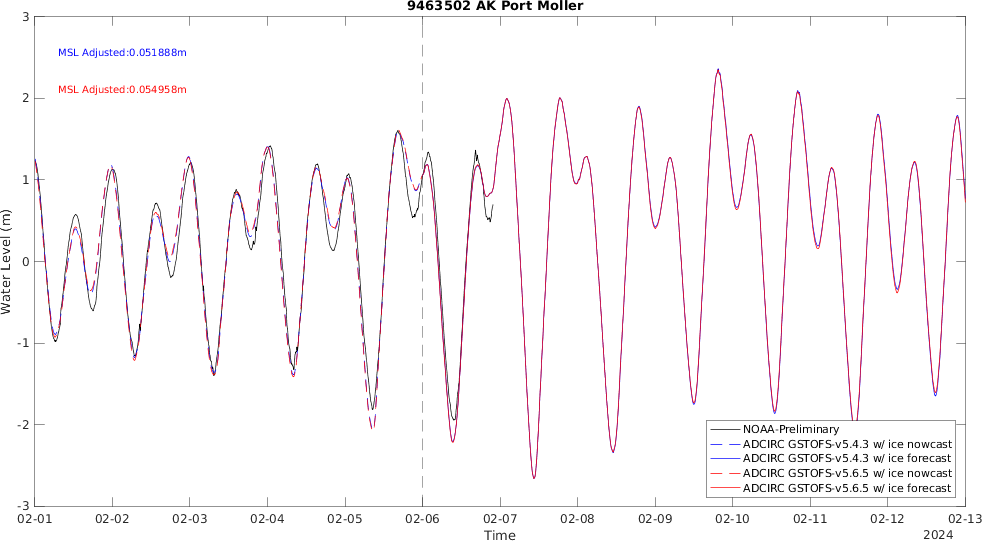 9463502 AK Port Moller
MSL Adjusted:0.051888m
MSL Adjusted:0.054958m
Water Level (m)
3
2
1
0
-1
-2
-3
NOAA-Preliminary
ADCIRC GSTOFS-v5.4.3 w/ ice nowcast
ADCIRC GSTOFS-v5.4.3 w/ ice forecast
ADCIRC GSTOFS-v5.6.5 w/ ice nowcast
ADCIRC GSTOFS-v5.6.5 w/ ice forecast
02-01 02-02 02-03 02-04 02-05 02-06 02-07 02-08 02-09 02-10 02-11 02-12 02-13
Time
2024